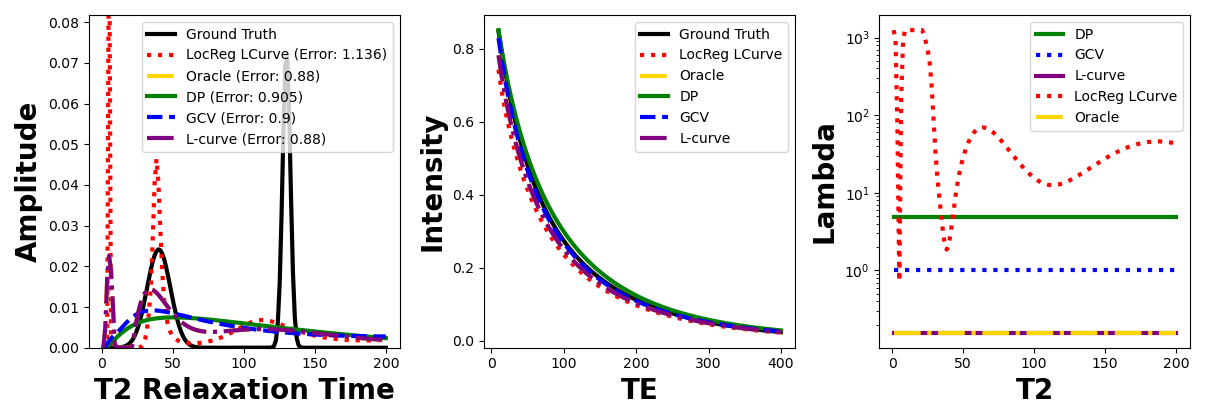 0.00
0.01
0.02
0.03
0.04
0.05
0.06
0.07
0.08
0
50
100
150
200
Amplitude
T2 Relaxation Time
Ground Truth
LocReg LCurve (Error: 1.136)
Oracle (Error: 0.88)
DP (Error: 0.905)
GCV (Error: 0.9)
L-curve (Error: 0.88)
0.0
0.2
0.4
0.6
0.8
0
100
200
300
400
Intensity
TE
Ground Truth
LocReg LCurve
Oracle
DP
GCV
L-curve
10⁰
10¹
10²
10³
0
50
100
150
200
Lambda
T2
DP
GCV
L-curve
LocReg LCurve
Oracle